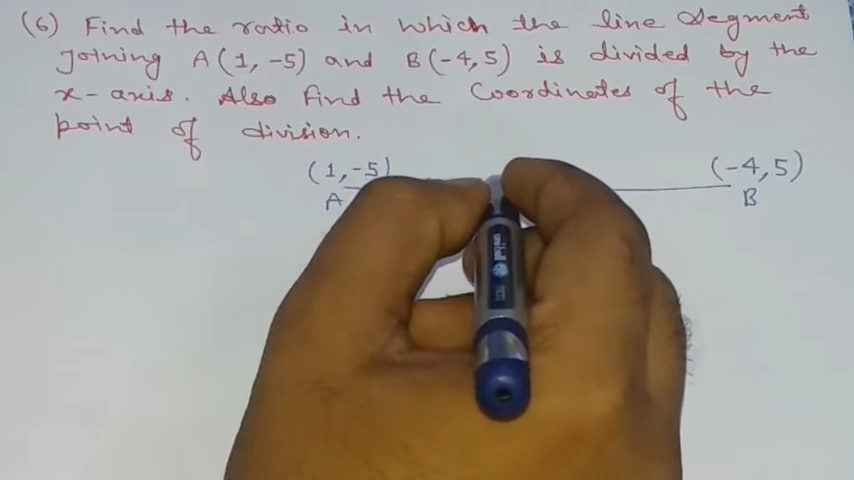 (6) Find the ratio in which the line segment
Joining A(1, -5) and B(-4, 5) is divided by the
x-axis. Also find the coordinates of the
point of division.
(1, -5) (-4, 5)
A B